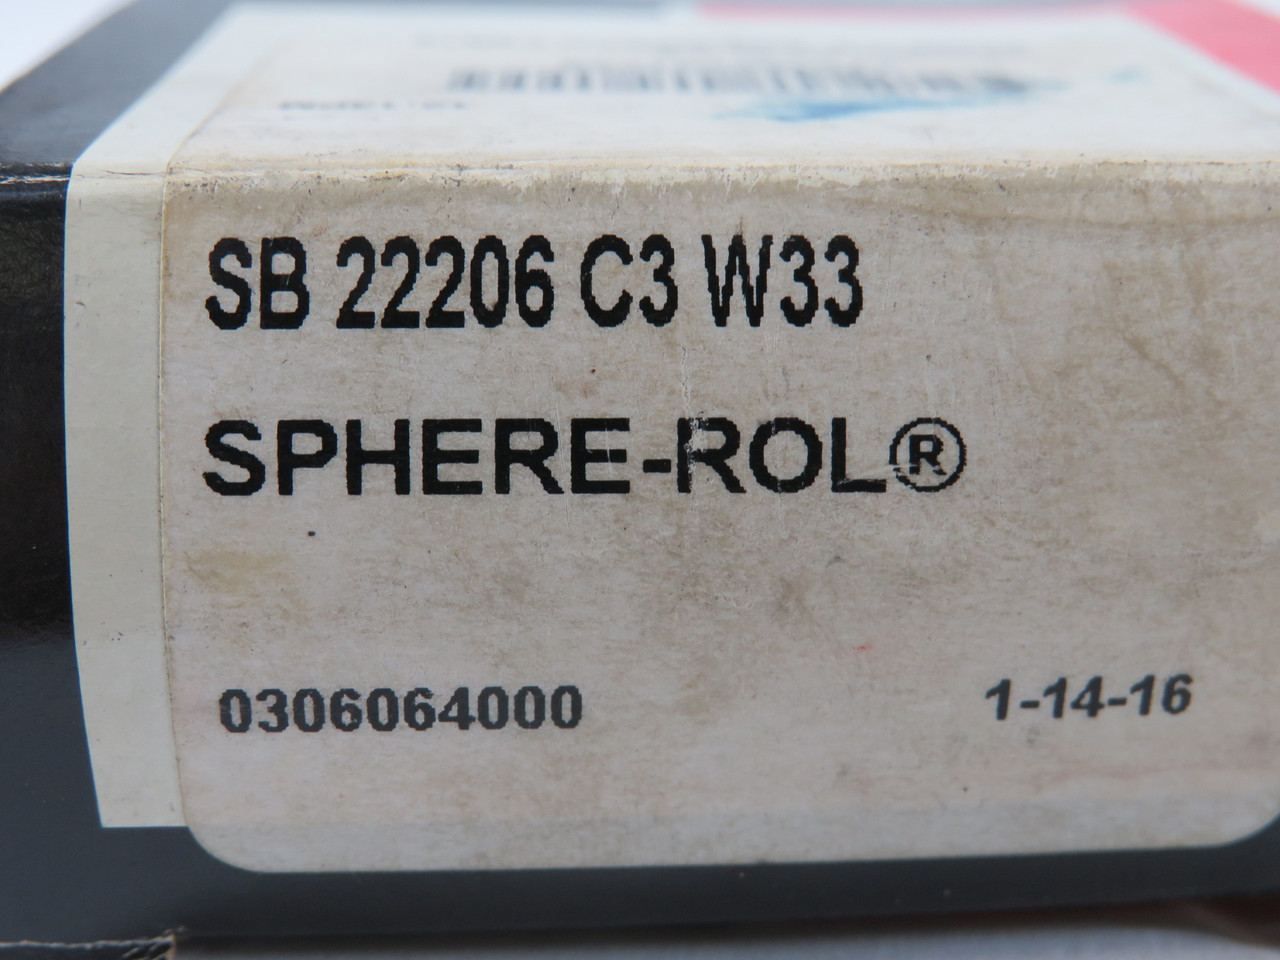 SB 22206 C3 W33
SPHERE-ROL®
0306064000 1-14-16